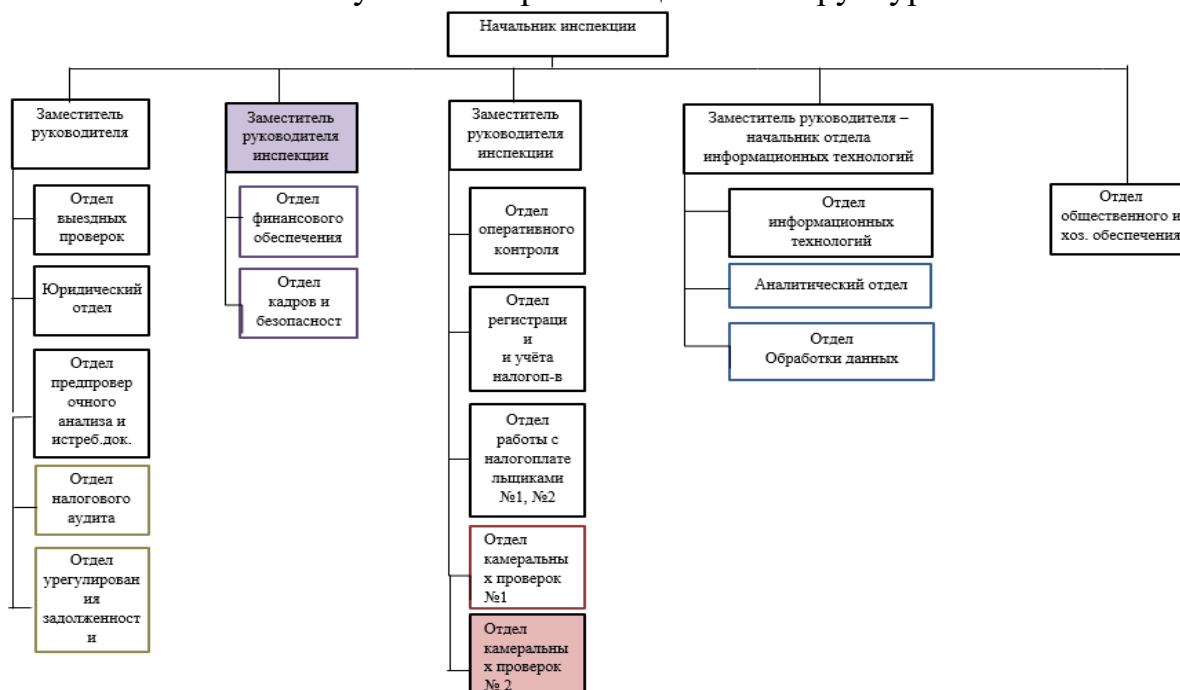 Начальник инспекции
Заместитель
руководителя
Отдел
выездных
проверок
Юридический
отдел
Отдел
предпровер
очного
анализа и
истреб.док.
Отдел
налогового
аудита
Отдел
урегулирован
ия
задолженност
и
Заместитель
руководителя
инспекции
Отдел
финансового
обеспечения
Отдел
кадров и
безопасност
Заместитель
руководителя
инспекции
Отдел
оперативного
контроля
Отдел
регистраци
и
и учёта
налогоп-в
Отдел
работы с
налогоплате
льщиками
№1, №2
Отдел
камеральны
х проверок
№1
Отдел
камеральны
х проверок
№ 2
Заместитель руководителя –
начальник отдела
информационных технологий
Отдел
информационных
технологий
Аналитический отдел
Отдел
Обработки данных
Отдел
общественного и
хоз. обеспечения